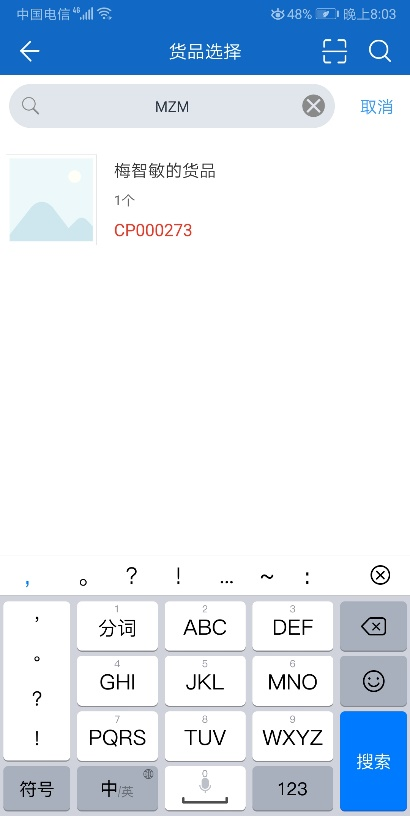 中国电信 48% 晚上8:03
货品选择
MZM 取消
梅智敏的货品
1个
CP000273
， 。 ？ ！ … ~ ：
， 。 ？ ！
1 分词 2 ABC 3 DEF
4 GHI 5 JKL 6 MNO
7 PQRS 8 TUV 9 WXYZ
搜索
符号 中/英 0 123